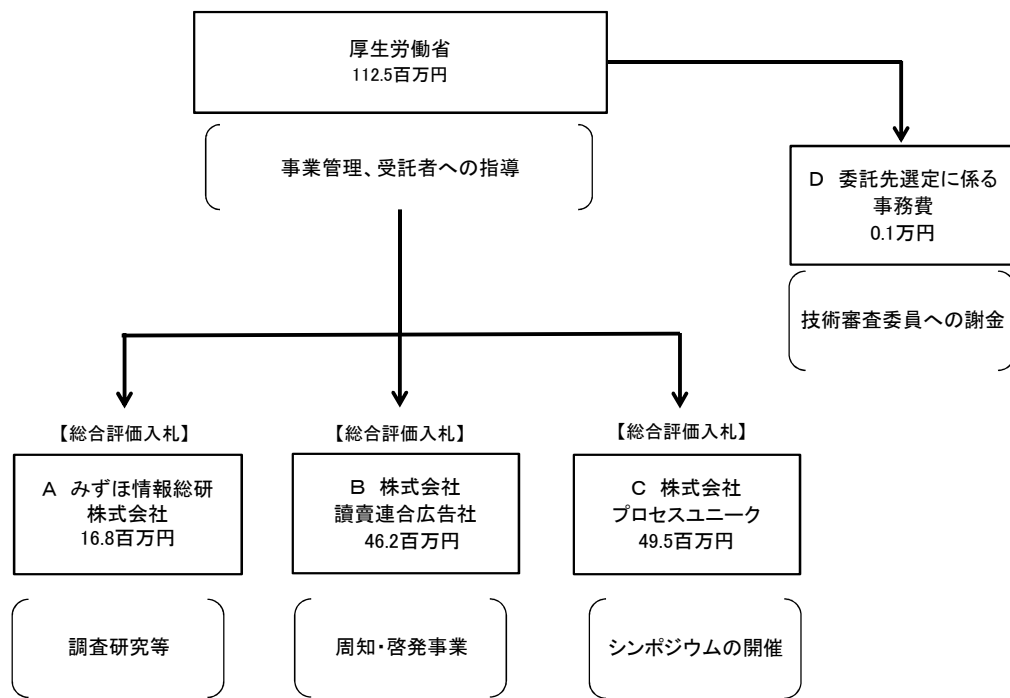 厚生労働省
112.5百万円
事業管理、受託者への指導
D 委託先選定に係る
事務費
0.1万円
技術審査委員への謝金
【総合評価入札】
A みずほ情報総研
株式会社
16.8百万円
調査研究等
【総合評価入札】
B 株式会社
讀賣連合広告社
46.2百万円
周知・啓発事業
【総合評価入札】
C 株式会社
プロセスユニーク
49.5百万円
シンポジウムの開催